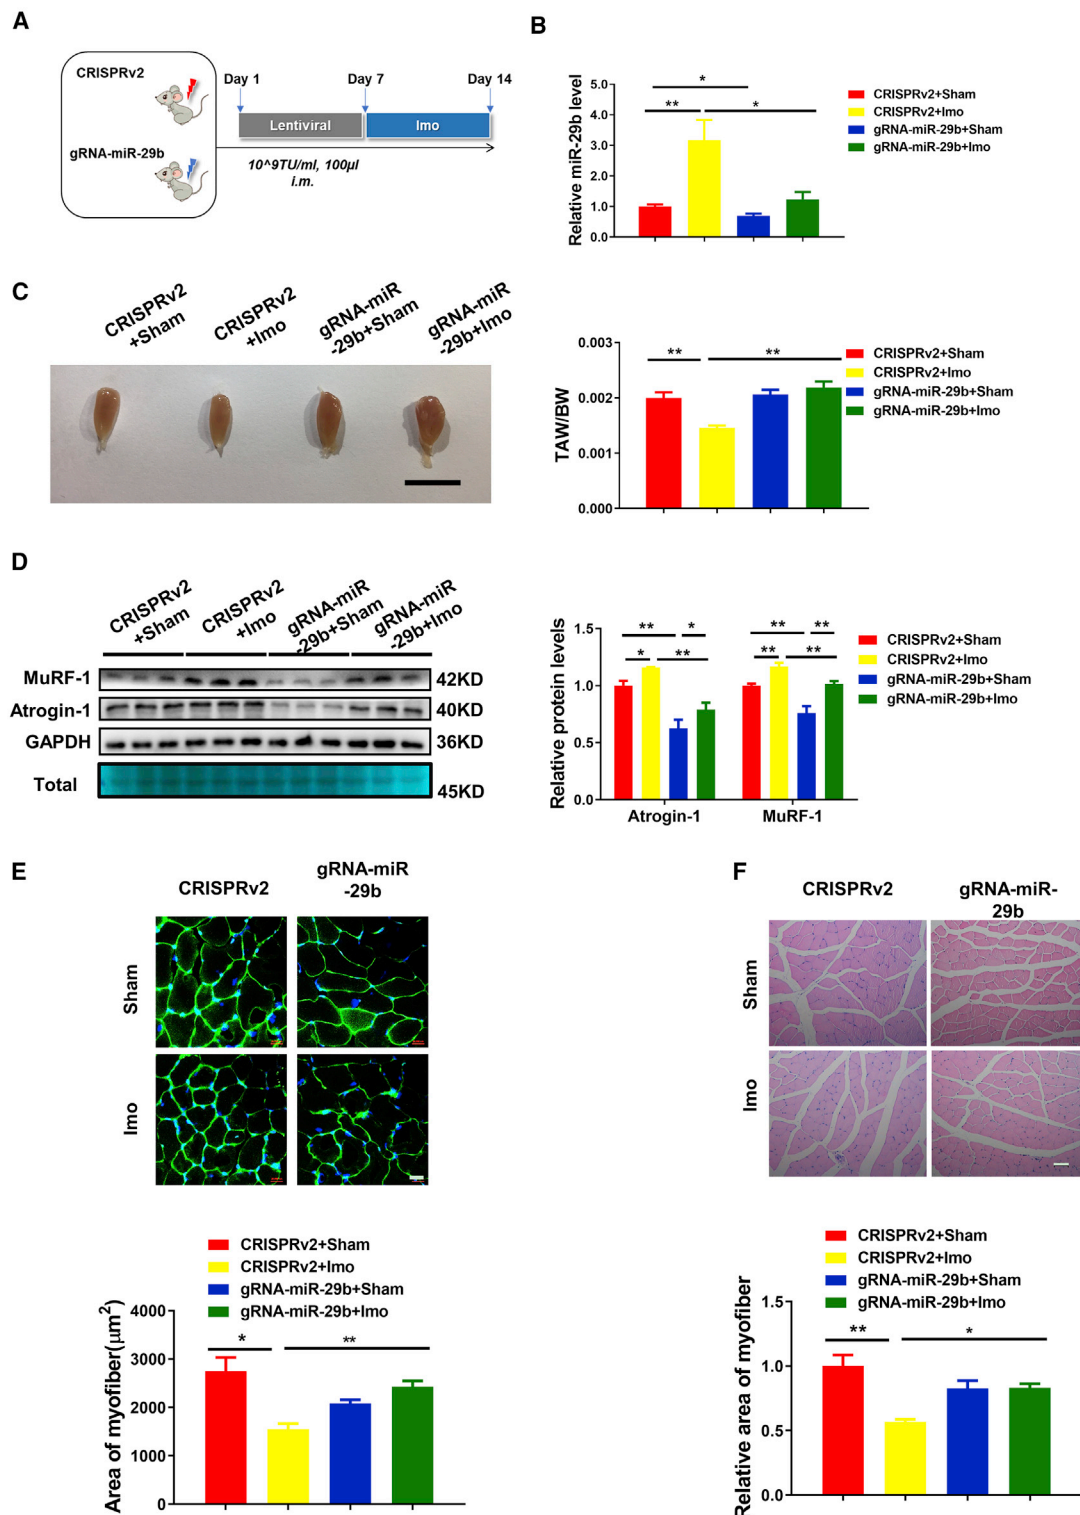 A
CRISPRv2
gRNA-miR-29b
Day 1
Day 7
Day 14
Lentiviral
Imo
10^9TU/ml, 100µl
i.m.
B
Relative miR-29b level
5.0
4.0
3.0
2.0
1.0
0.0
*
**
*
CRISPRv2+Sham
CRISPRv2+Imo
gRNA-miR-29b+Sham
gRNA-miR-29b+Imo
C
CRISPRv2
+Sham
CRISPRv2
+Imo
gRNA-miR
-29b+Sham
gRNA-miR
-29b+Imo
TAW/BW
0.003
0.002
0.001
0.000
**
**
CRISPRv2+Sham
CRISPRv2+Imo
gRNA-miR-29b+Sham
gRNA-miR-29b+Imo
D
CRISPRv2
+Sham
CRISPRv2
+Imo
gRNA-miR
-29b+Sham
gRNA-miR
-29b+Imo
MuRF-1
42KD
Atrogin-1
40KD
GAPDH
36KD
Total
45KD
Relative protein levels
1.5
1.0
0.5
0.0
**
*
*
**
**
**
**
**
Atrogin-1
MuRF-1
CRISPRv2+Sham
CRISPRv2+Imo
gRNA-miR-29b+Sham
gRNA-miR-29b+Imo
E
CRISPRv2
gRNA-miR
-29b
Sham
Imo
CRISPRv2+Sham
CRISPRv2+Imo
gRNA-miR-29b+Sham
gRNA-miR-29b+Imo
Area of myofiber(µm²)
4000
3000
2000
1000
0
*
**
F
CRISPRv2
gRNA-miR-
29b
Sham
Imo
CRISPRv2+Sham
CRISPRv2+Imo
gRNA-miR-29b+Sham
gRNA-miR-29b+Imo
Relative area of myofiber
1.5
1.0
0.5
0.0
**
*